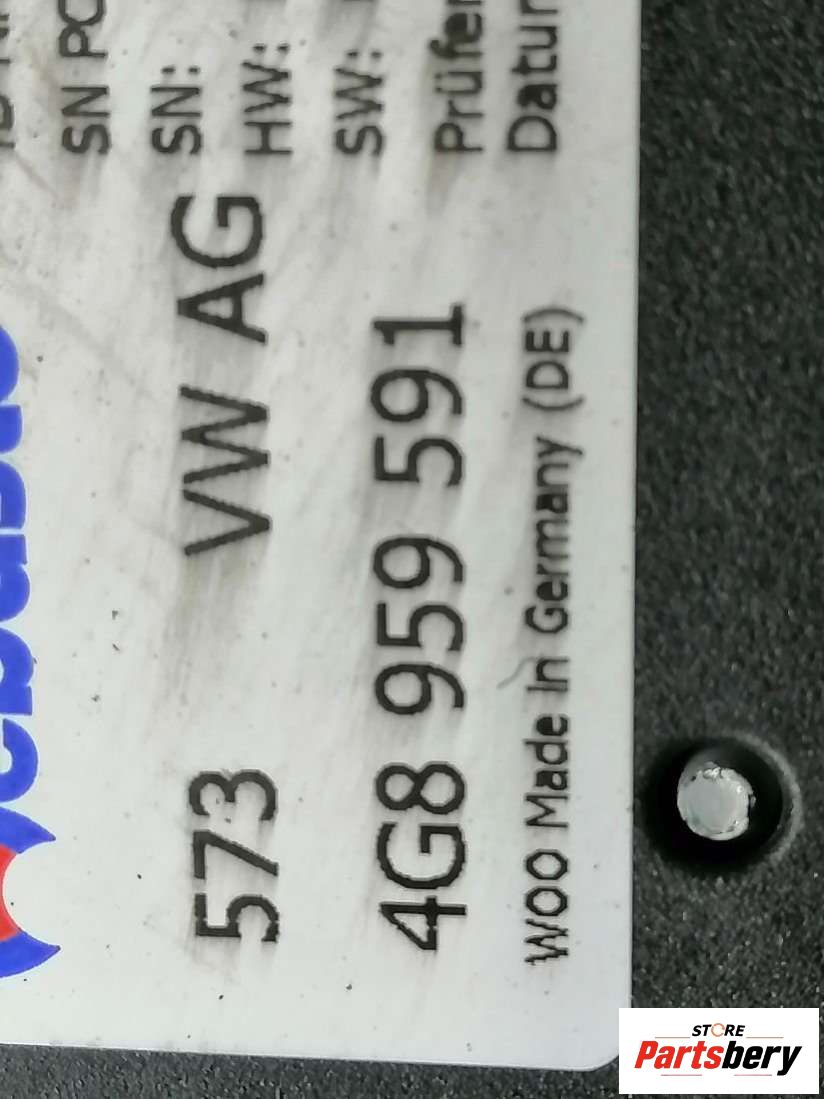 573 VW AG
4G8 959 591
WOO Made In Germany (DE)
SN PC
SN:
HW:
SW:
Prüfer
Datum
STORE
Partsbery